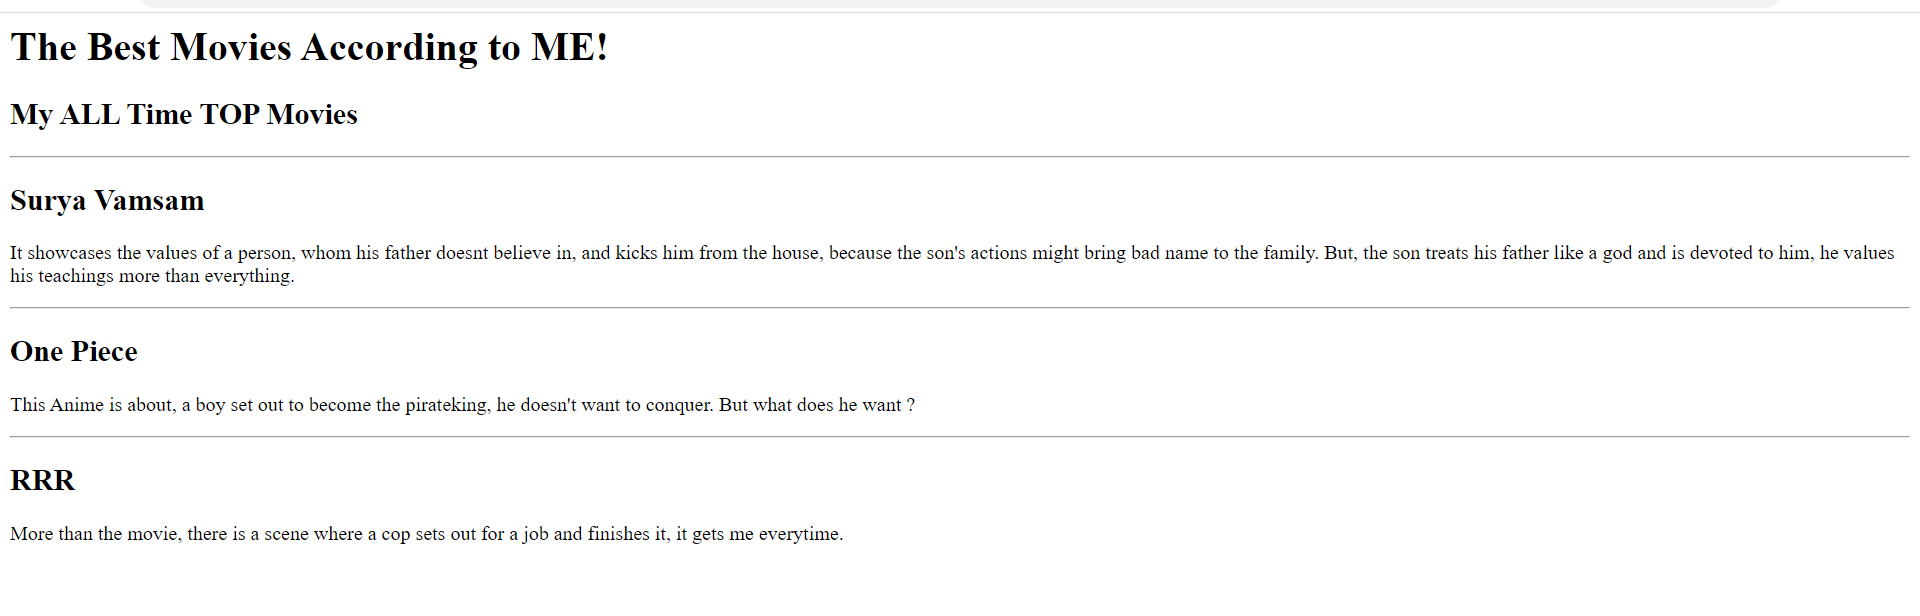 The Best Movies According to ME!
My ALL Time TOP Movies
Surya Vamsam
It showcases the values of a person, whom his father doesnt believe in, and kicks him from the house, because the son's actions might bring bad name to the family. But, the son treats his father like a god and is devoted to him, he values
his teachings more than everything.
One Piece
This Anime is about, a boy set out to become the pirateking, he doesn't want to conquer. But what does he want ?
RRR
More than the movie, there is a scene where a cop sets out for a job and finishes it, it gets me everytime.